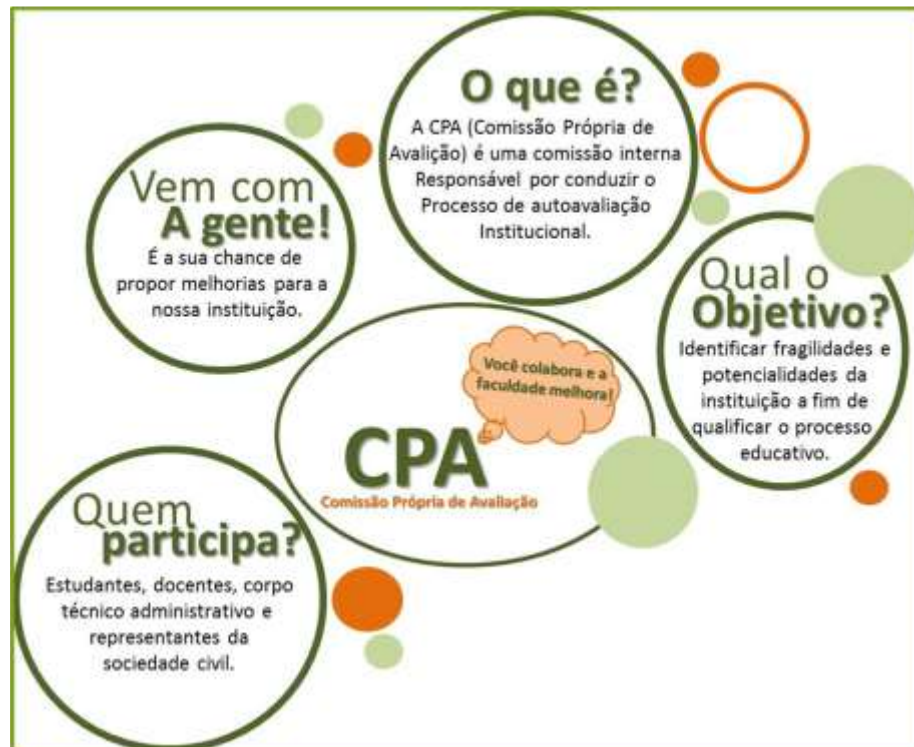 O que é?
A CPA (Comissão Própria de
Avalição) é uma comissão interna
Responsável por conduzir o
Processo de autoavaliação
Institucional.
Vem com
A gente!
É a sua chance de
propor melhorias para a
nossa instituição.
Qual o
Objetivo?
Identificar fragilidades e
potencialidades da
instituição a fim de
qualificar o processo
educativo.
Você colabora e a
faculdade melhora!
CPA
Comissão Própria de Avaliação
Quem
participa?
Estudantes, docentes, corpo
técnico administrativo e
representantes da
sociedade civil.